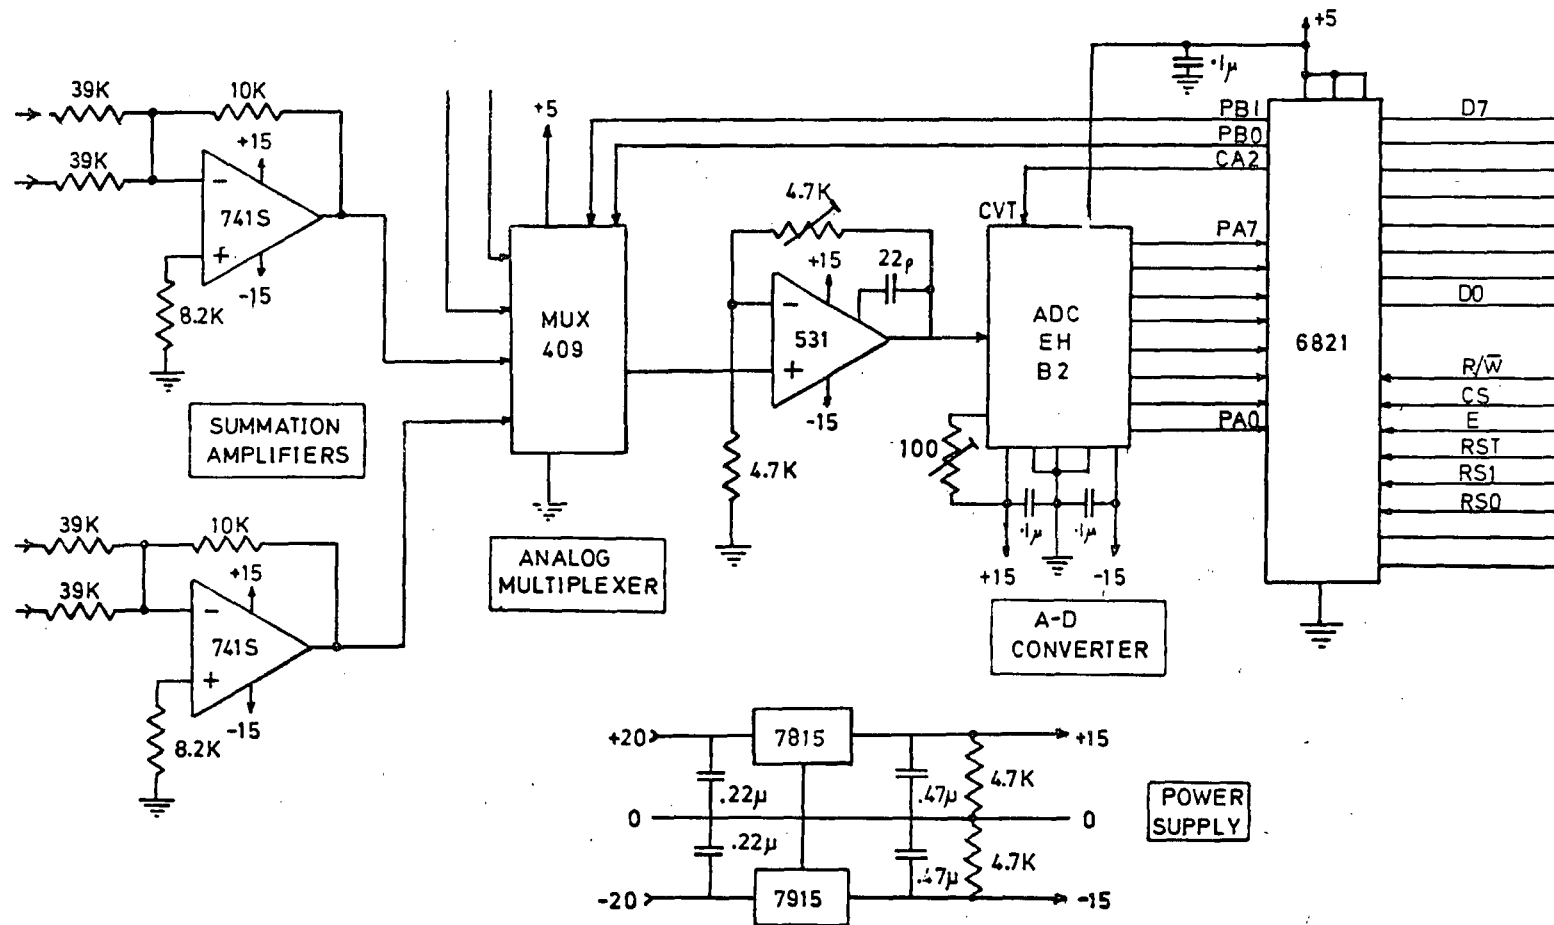 +5
.1µ
39K
10K
39K
+15
-
741S
+
-15
8.2K
SUMMATION
AMPLIFIERS
39K
10K
39K
+15
-
741S
+
-15
8.2K
+5
MUX
409
ANALOG
MULTIPLEXER
4.7K
+15
22p
-
531
+
-15
4.7K
CVT
ADC
EH
B2
100
.1µ
.1µ
+15
-15
A-D
CONVERTER
PB1
PB0
CA2
PA7
PA0
6821
D7
D0
R/W̅
CS
E
RST
RS1
RS0
+20
7815
+15
.22µ
.47µ
4.7K
0
0
.22µ
.47µ
4.7K
-20
7915
-15
POWER
SUPPLY